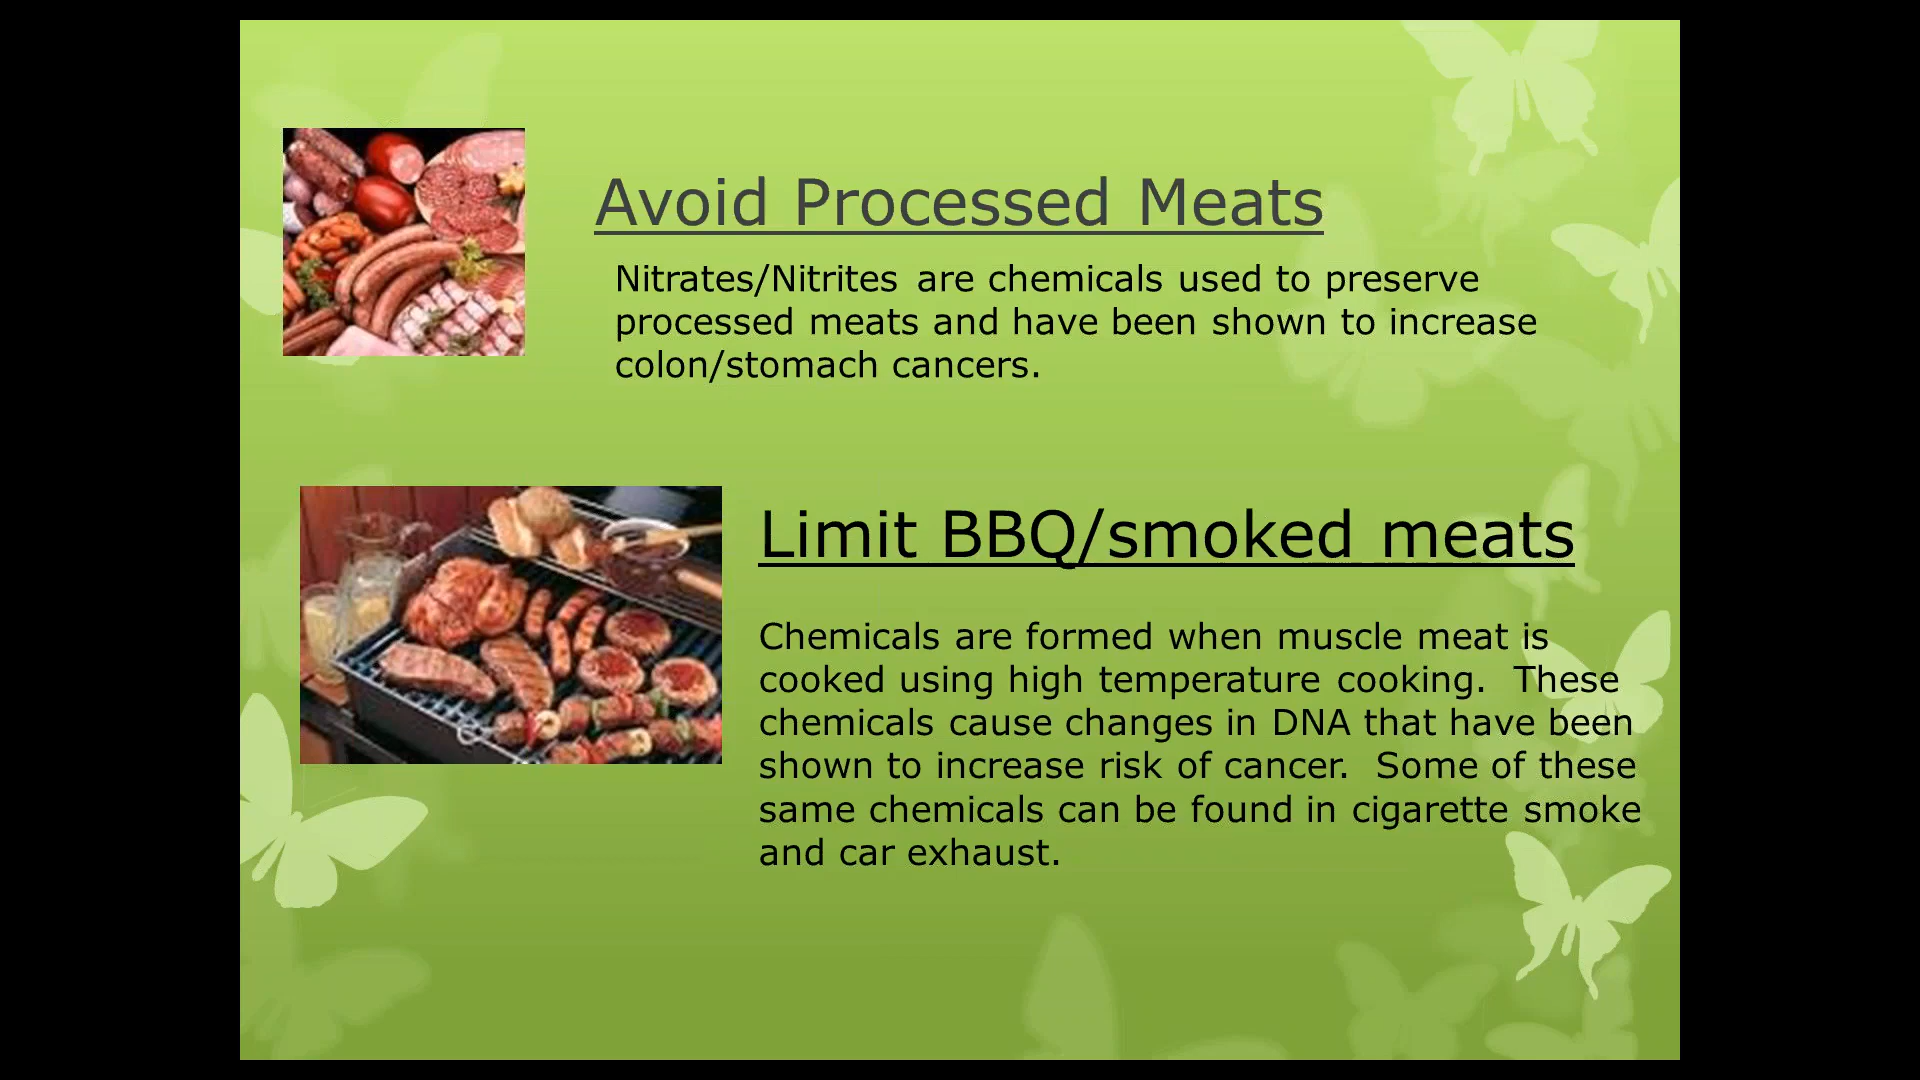 Avoid Processed Meats
Nitrates/Nitrites are chemicals used to preserve
processed meats and have been shown to increase
colon/stomach cancers.
Limit BBQ/smoked meats
Chemicals are formed when muscle meat is
cooked using high temperature cooking. These
chemicals cause changes in DNA that have been
shown to increase risk of cancer. Some of these
same chemicals can be found in cigarette smoke
and car exhaust.